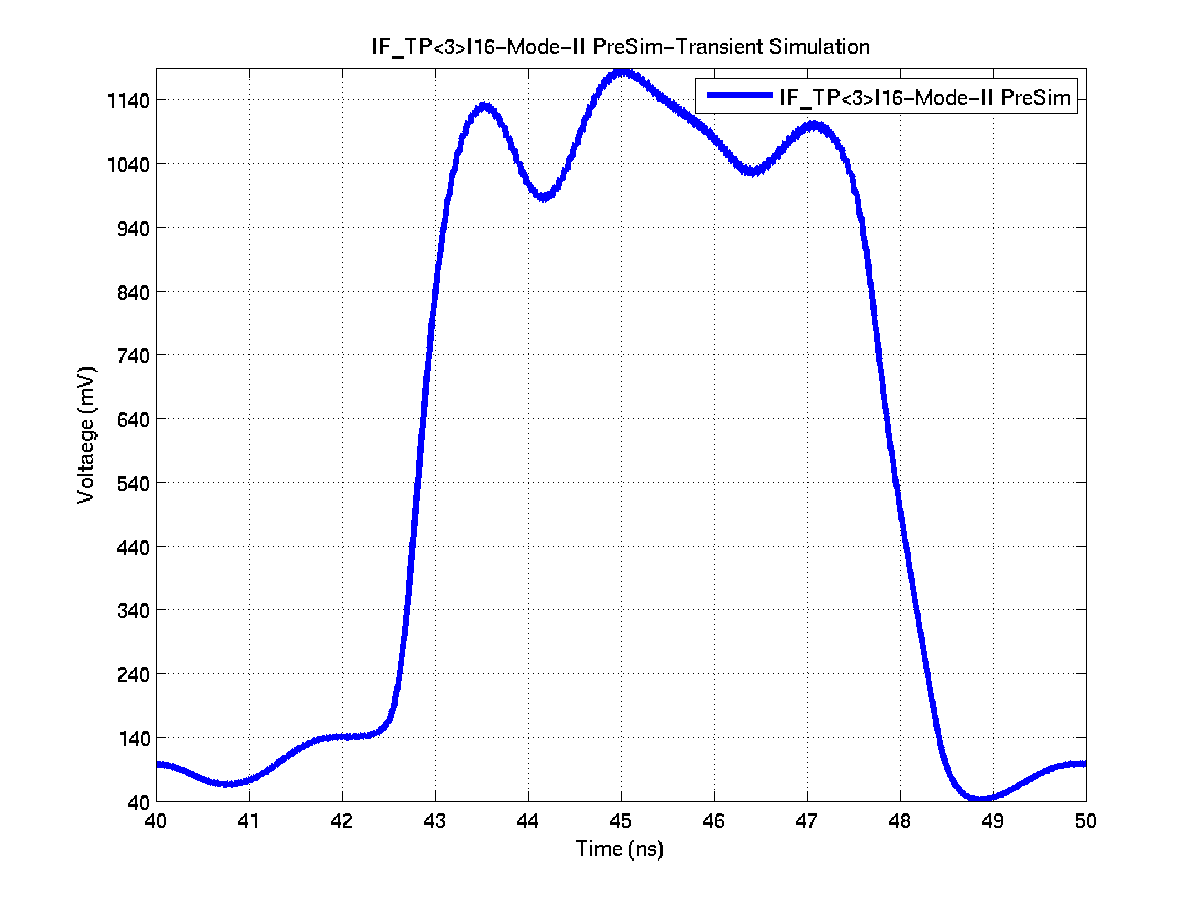 IF_TP<3>I16-Mode-II PreSim-Transient Simulation
IF_TP<3>I16-Mode-II PreSim
Voltaege (mV)
1140
1040
940
840
740
640
540
440
340
240
140
40
40 41 42 43 44 45 46 47 48 49 50
Time (ns)